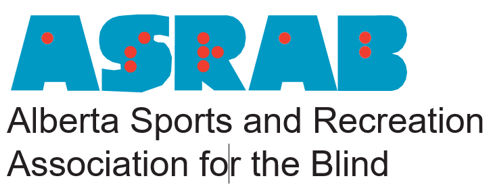 ASRAB
Alberta Sports and Recreation
Association for the Blind